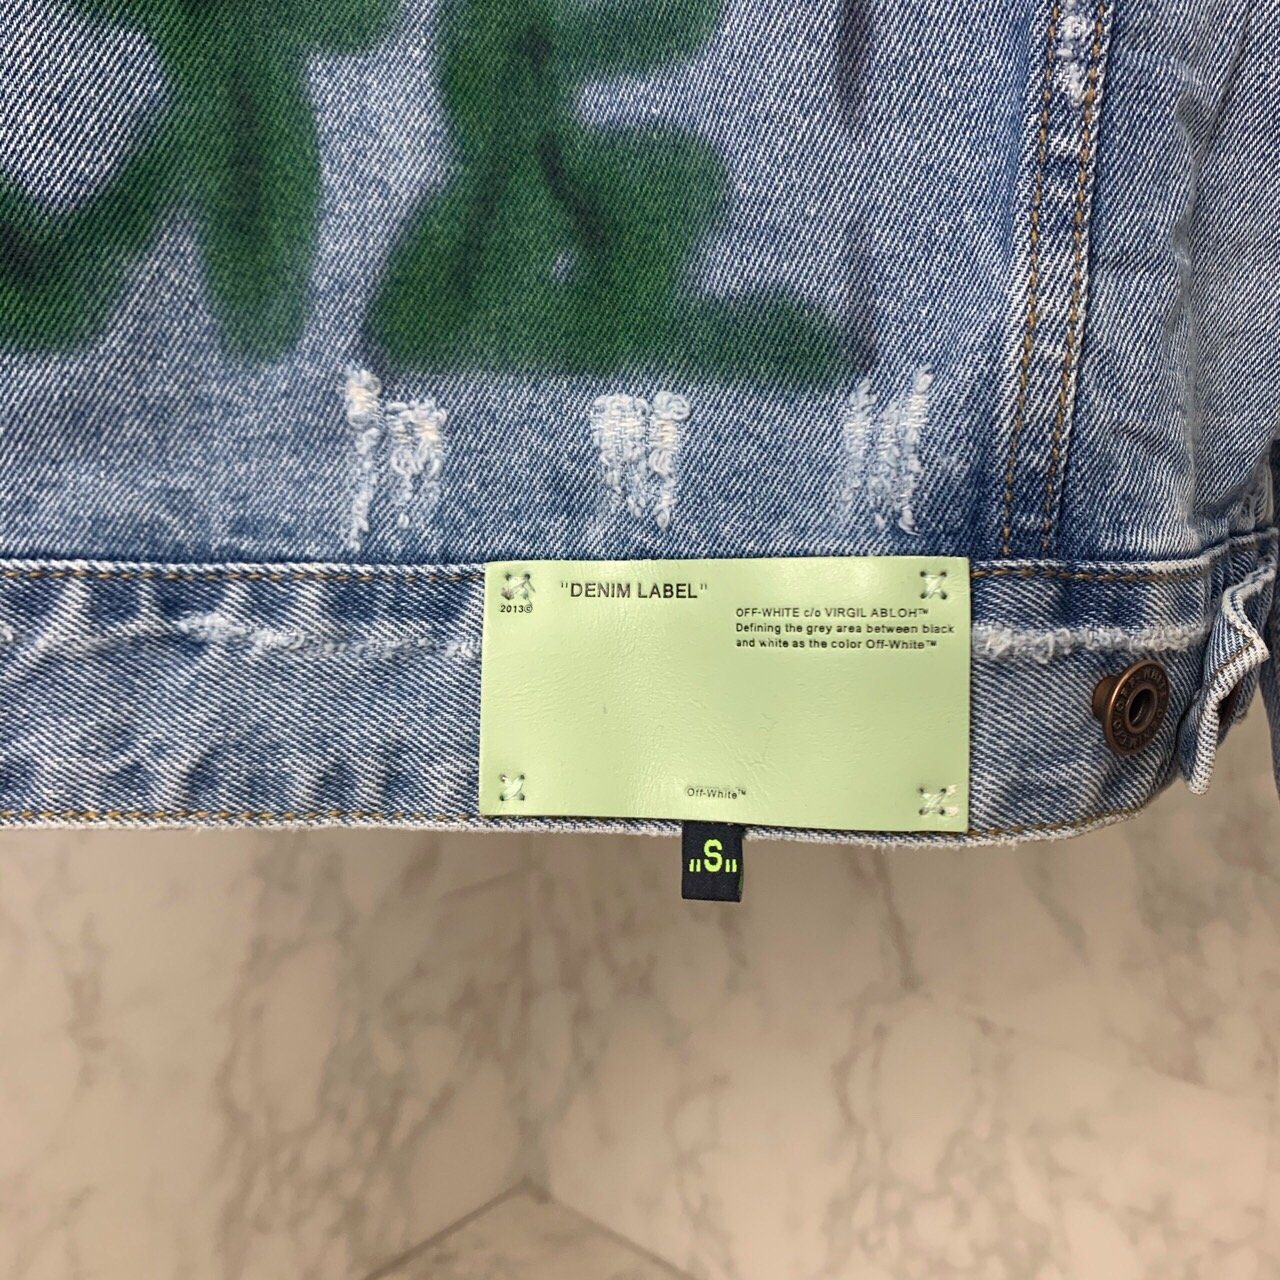 "DENIM LABEL"
2013©
OFF-WHITE c/o VIRGIL ABLOH™
Defining the grey area between black
and white as the color Off-White™
Off-White™
"S"